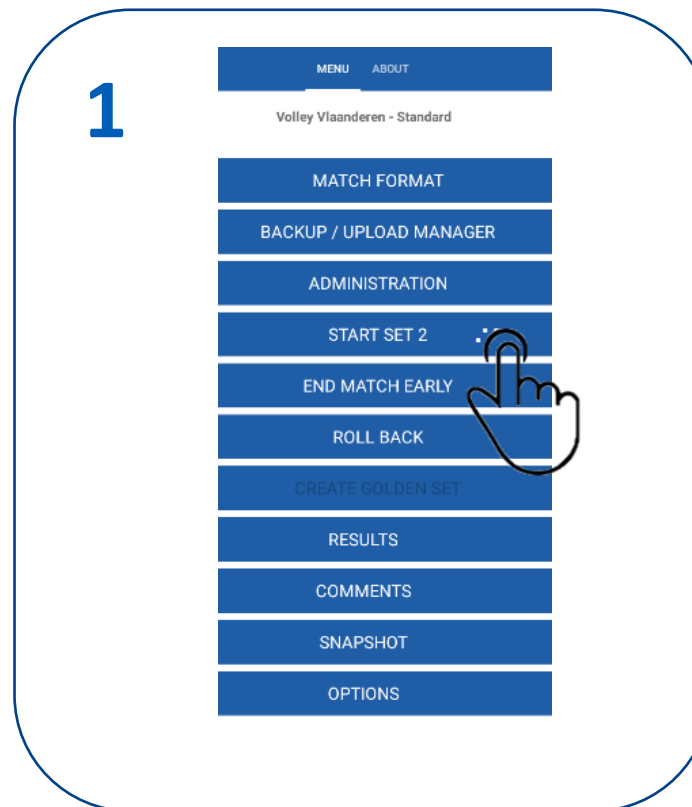 1
MENU ABOUT
Volley Vlaanderen - Standard
MATCH FORMAT
BACKUP / UPLOAD MANAGER
ADMINISTRATION
START SET 2
END MATCH EARLY
ROLL BACK
CREATE GOLDEN SET
RESULTS
COMMENTS
SNAPSHOT
OPTIONS